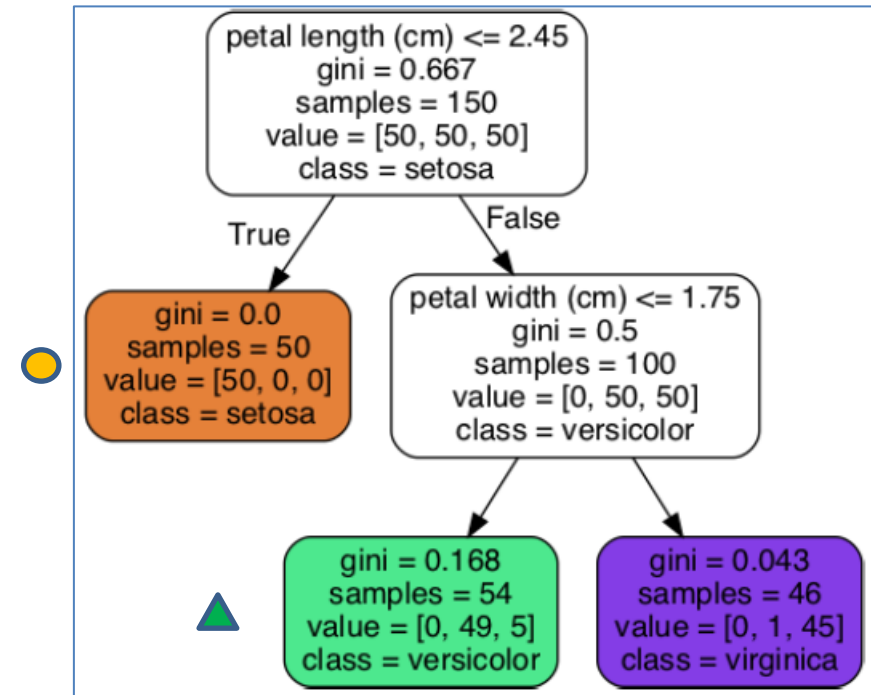 petal length (cm) <= 2.45
gini = 0.667
samples = 150
value = [50, 50, 50]
class = setosa
True
False
gini = 0.0
samples = 50
value = [50, 0, 0]
class = setosa
petal width (cm) <= 1.75
gini = 0.5
samples = 100
value = [0, 50, 50]
class = versicolor
gini = 0.168
samples = 54
value = [0, 49, 5]
class = versicolor
gini = 0.043
samples = 46
value = [0, 1, 45]
class = virginica